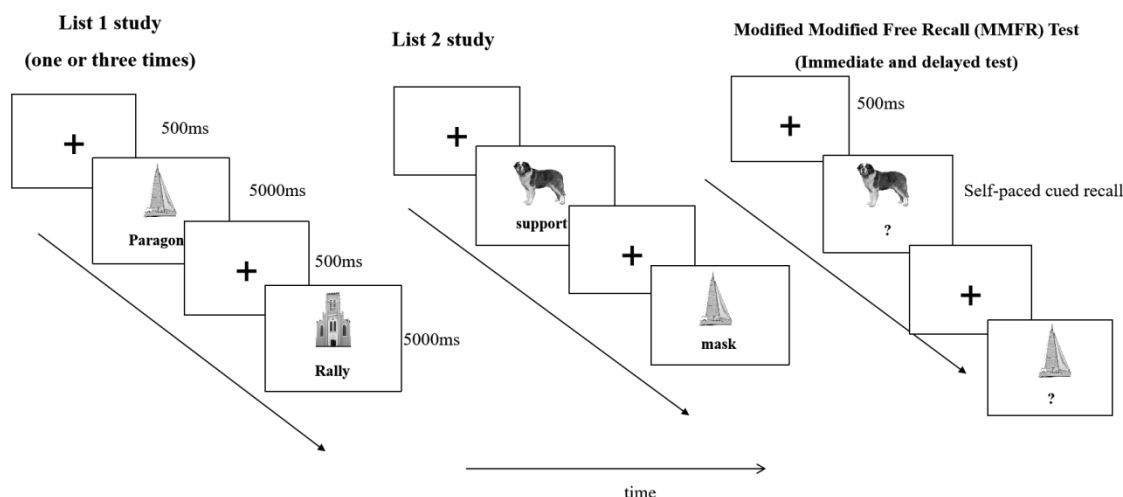 List 1 study
(one or three times)
500ms
5000ms
Paragon
500ms
5000ms
Rally
List 2 study
support
mask
Modified Modified Free Recall (MMFR) Test
(Immediate and delayed test)
500ms
Self-paced cued recall
?
?
time